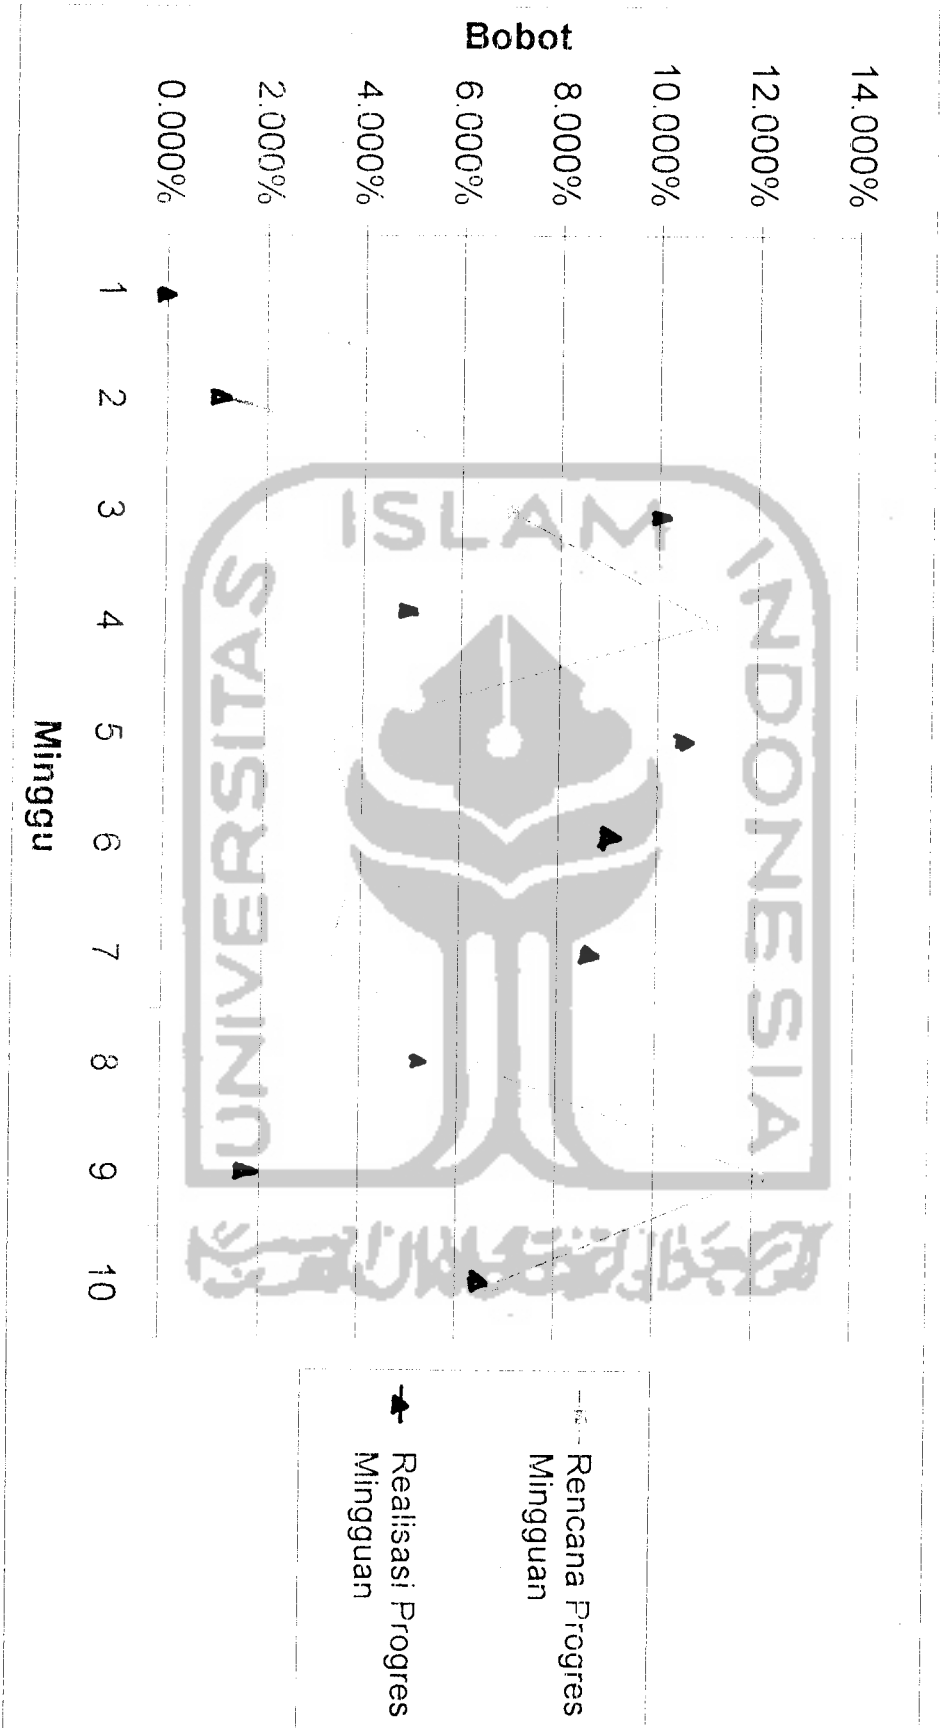 Bobot
14.000%
12.000%
10.000%
8.000%
6.000%
4.000%
2.000%
0.000%
1
2
3
4
5
6
7
8
9
10
Minggu
Rencana Progres
Mingguan
Realisasi Progres
Mingguan
UNIVERSITAS
ISLAM
INDONESIA